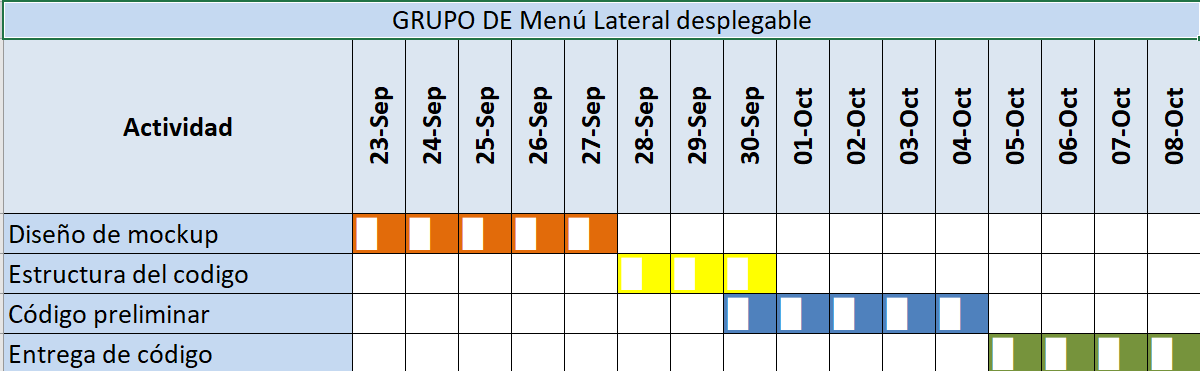 GRUPO DE Menú Lateral desplegable
Actividad
23-Sep
24-Sep
25-Sep
26-Sep
27-Sep
28-Sep
29-Sep
30-Sep
01-Oct
02-Oct
03-Oct
04-Oct
05-Oct
06-Oct
07-Oct
08-Oct
Diseño de mockup
Estructura del codigo
Código preliminar
Entrega de código